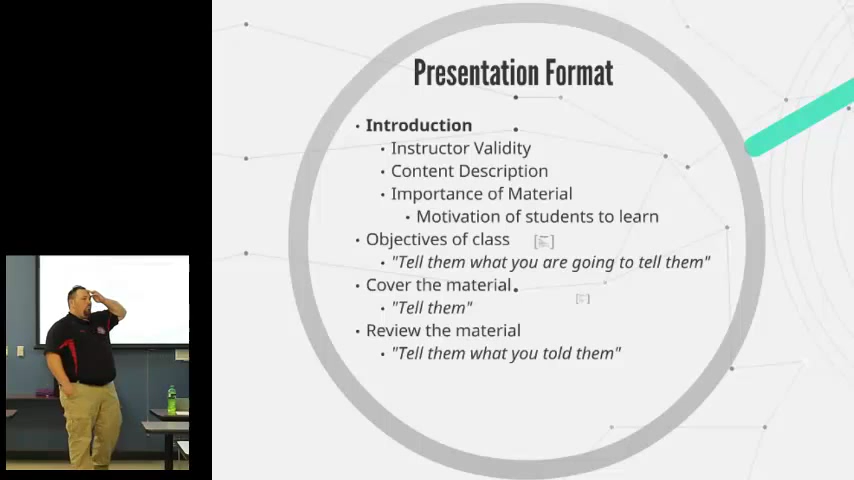 Presentation Format
Introduction
Instructor Validity
Content Description
Importance of Material
Motivation of students to learn
Objectives of class
"Tell them what you are going to tell them"
Cover the material
"Tell them"
Review the material
"Tell them what you told them"